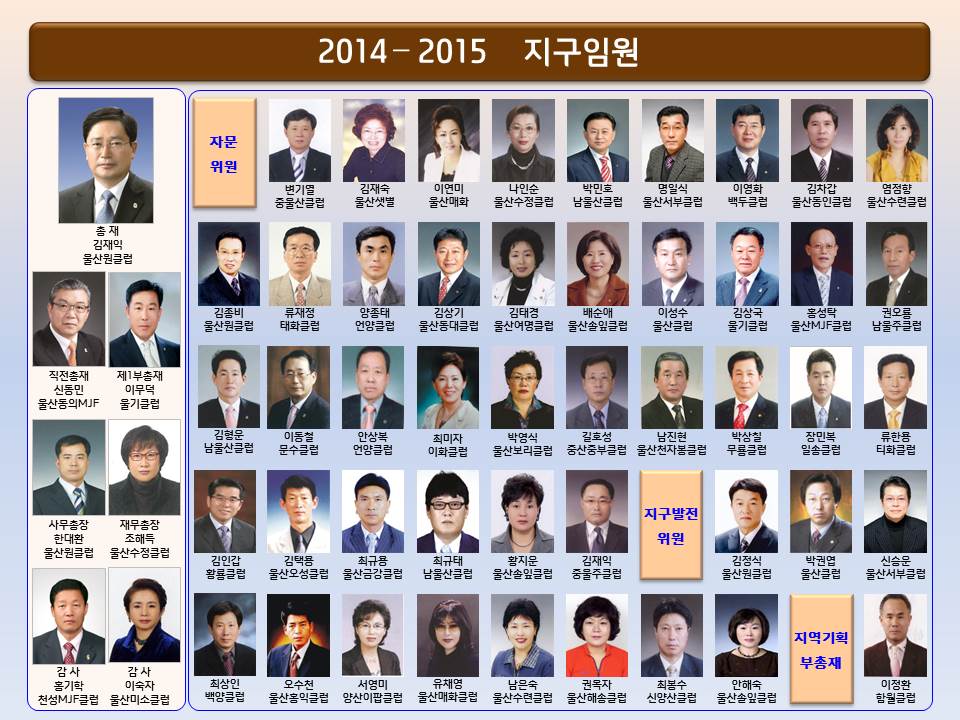 2014 – 2015 지구임원
총 재
김재익
울산원클럽
직전총재
신동민
울산동의MJF
제1부총재
이무덕
울기클럽
사무총장
한대환
울산원클럽
재무총장
조해득
울산수정클럽
감 사
홍기학
천성MJF클럽
감 사
이숙자
울산미소클럽
자문
위원
변기열
중울산클럽
김재숙
울산샛별
이연미
울산매화
나인순
울산수정클럽
박민호
남울산클럽
명일식
울산서부클럽
이영화
백두클럽
김차갑
울산동인클럽
염점향
울산수련클럽
김종비
울산원클럽
류재정
태화클럽
양종태
언양클럽
김상기
울산동대클럽
김태경
울산여명클럽
배순애
울산솔잎클럽
이성수
울산클럽
김상국
울기클럽
홍성탁
울산MJF클럽
권오룡
남울주클럽
김형운
남울산클럽
이동철
문수클럽
안상복
언양클럽
최미자
이화클럽
박영식
울산보리클럽
길호성
중산중부클럽
남진현
울산천자봉클럽
박상칠
무룡클럽
장민복
일송클럽
류한용
티화클럽
김인갑
황룡클럽
김택용
울산오성클럽
최규용
울산금강클럽
최규태
남울산클럽
황지운
울산솔잎클럽
김재익
중울주클럽
지구발전
위원
김정식
울산원클럽
박권엽
울산클럽
신승운
울산서부클럽
최상인
백양클럽
오수천
울산홍익클럽
서영미
양산이팝클럽
유채영
울산매화클럽
남은숙
울산수련클럽
권옥자
울산해송클럽
최봉수
신양산클럽
안해숙
울산솔잎클럽
지역기획
부총재
이정환
함월클럽